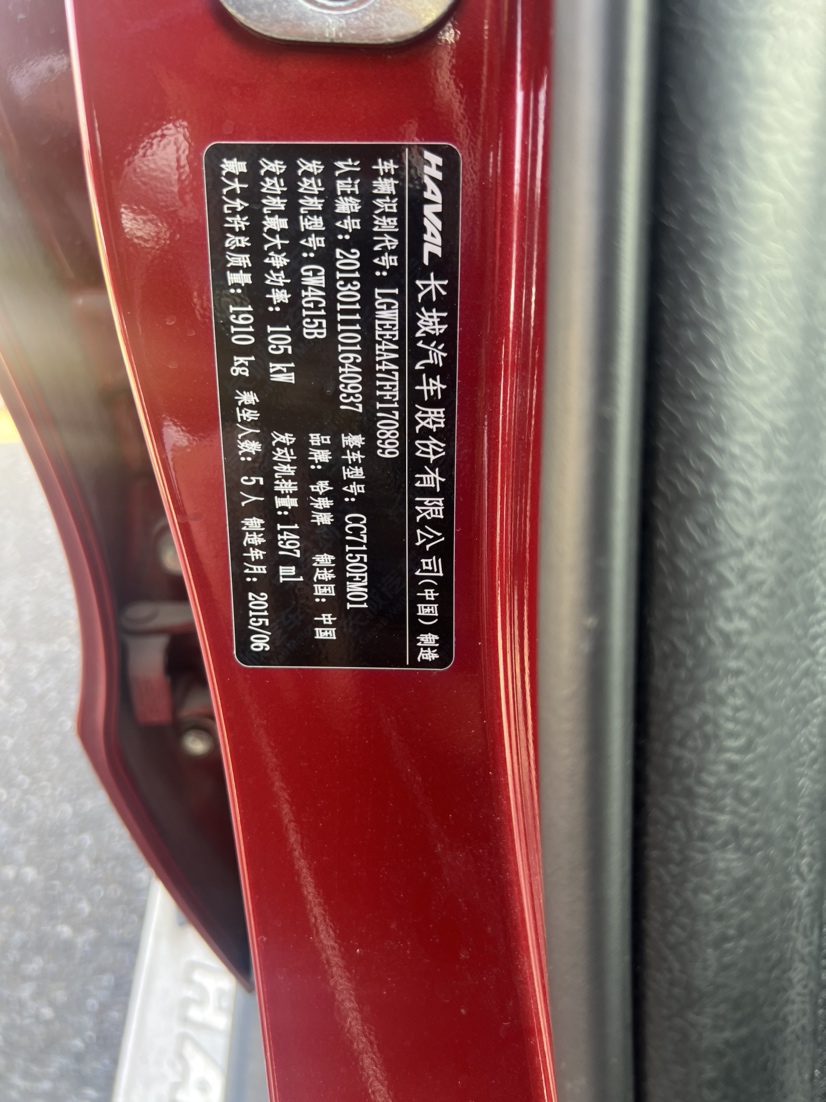 HAVAL 长城汽车股份有限公司(中国) 制造
车辆识别代号: LGWEE4A47FF170899
认证编号: 2013011101640937 整车型号: CC7150FM01
发动机型号: GW4G15B 品牌: 哈弗牌 制造国: 中国
发动机最大净功率: 105 kW 发动机排量: 1497 ml
最大允许总质量: 1910 kg 乘坐人数: 5 人 制造年月: 2015/06
HA